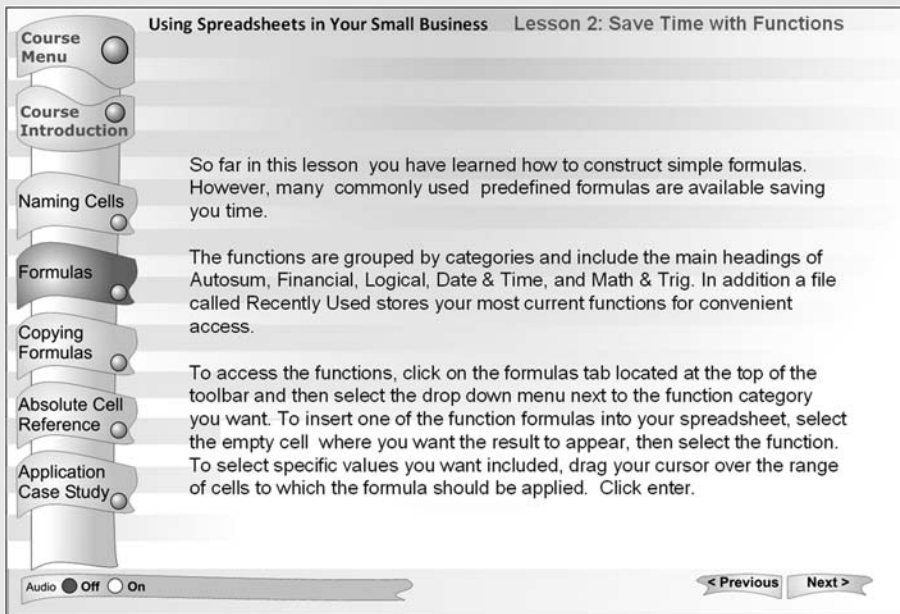 Using Spreadsheets in Your Small Business Lesson 2: Save Time with Functions
Course
Menu
Course
Introduction
Naming Cells
Formulas
Copying
Formulas
Absolute Cell
Reference
Application
Case Study
So far in this lesson you have learned how to construct simple formulas.
However, many commonly used predefined formulas are available saving
you time.
The functions are grouped by categories and include the main headings of
Autosum, Financial, Logical, Date & Time, and Math & Trig. In addition a file
called Recently Used stores your most current functions for convenient
access.
To access the functions, click on the formulas tab located at the top of the
toolbar and then select the drop down menu next to the function category
you want. To insert one of the function formulas into your spreadsheet, select
the empty cell where you want the result to appear, then select the function.
To select specific values you want included, drag your cursor over the range
of cells to which the formula should be applied. Click enter.
Audio Off On
< Previous Next >